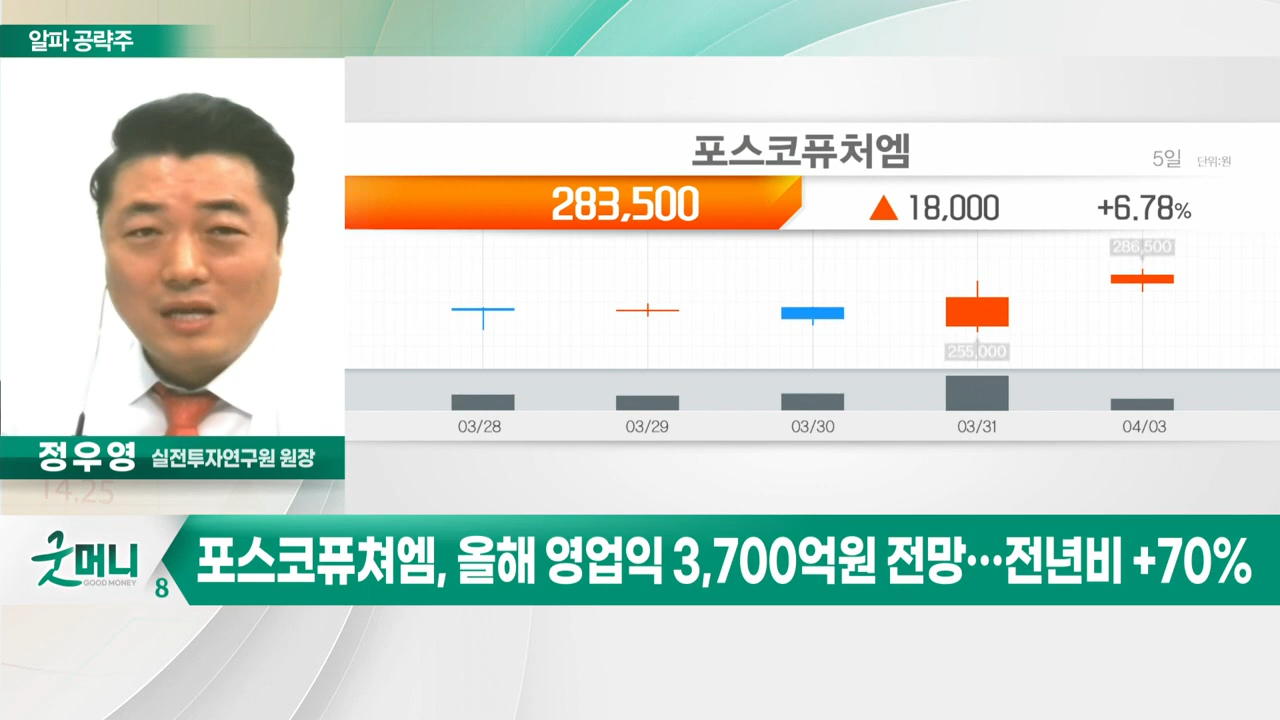 알파 공략주
포스코퓨처엠
5일 단위:원
283,500 ▲ 18,000 +6.78%
286,500
255,000
03/28 03/29 03/30 03/31 04/03
정우영 실전투자연구원 원장
14.25
굿머니
GOOD MONEY
8
포스코퓨쳐엠, 올해 영업익 3,700억원 전망…전년비 +70%